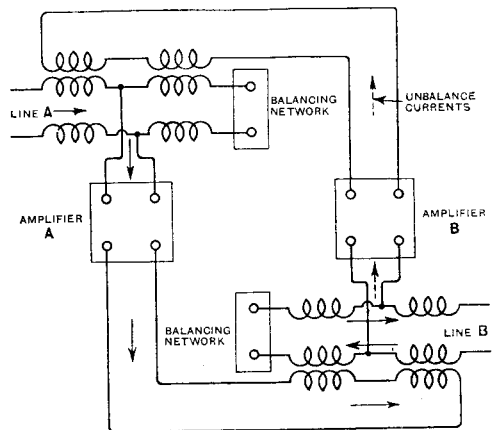 LINE A
BALANCING
NETWORK
UNBALANCE
CURRENTS
AMPLIFIER
A
AMPLIFIER
B
BALANCING
NETWORK
LINE B